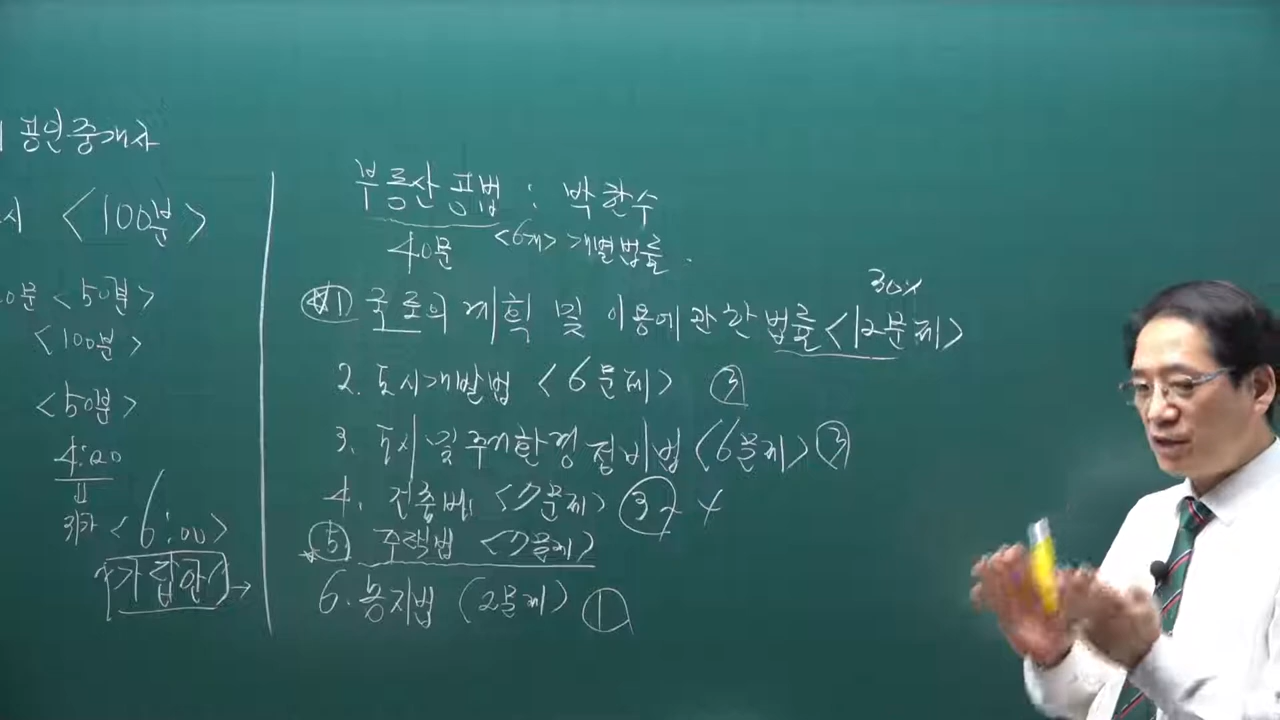 공인중개사
<100분>
<50분>
<100분>
<50분>
4:20
⇓
귀가 <6:00>
부동산공법 : 박한수
40문 <6개> 개별법률.
1 국토의 계획 및 이용에 관한 법률 <12문제>
2. 도시개발법 <6문제> ③
3. 도시 및 주거환경 정비법 <6문제> ③
4. 건축법 <7문제> ③
⑤ 주택법 <7문제>
6. 농지법 (2문제) ①